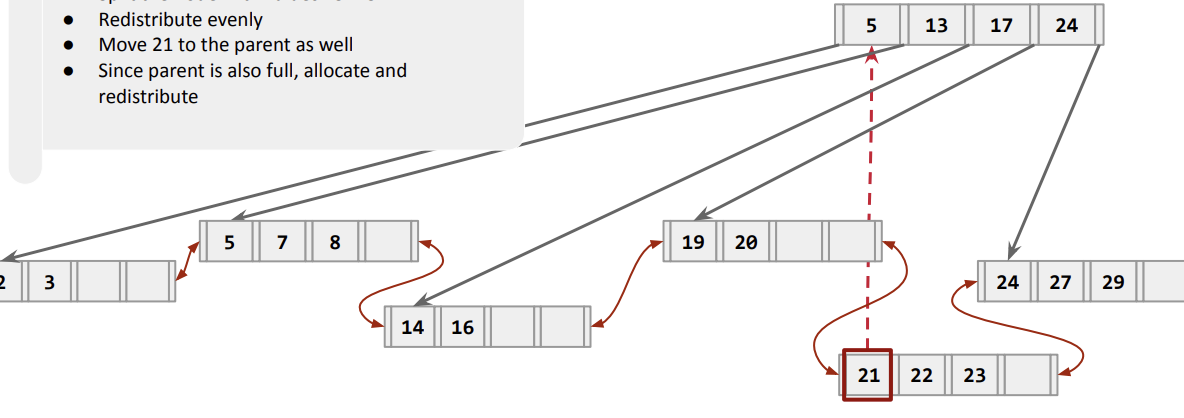 ● Redistribute evenly
● Move 21 to the parent as well
● Since parent is also full, allocate and
redistribute
5 13 17 24
2 3
5 7 8
14 16
19 20
21 22 23
24 27 29